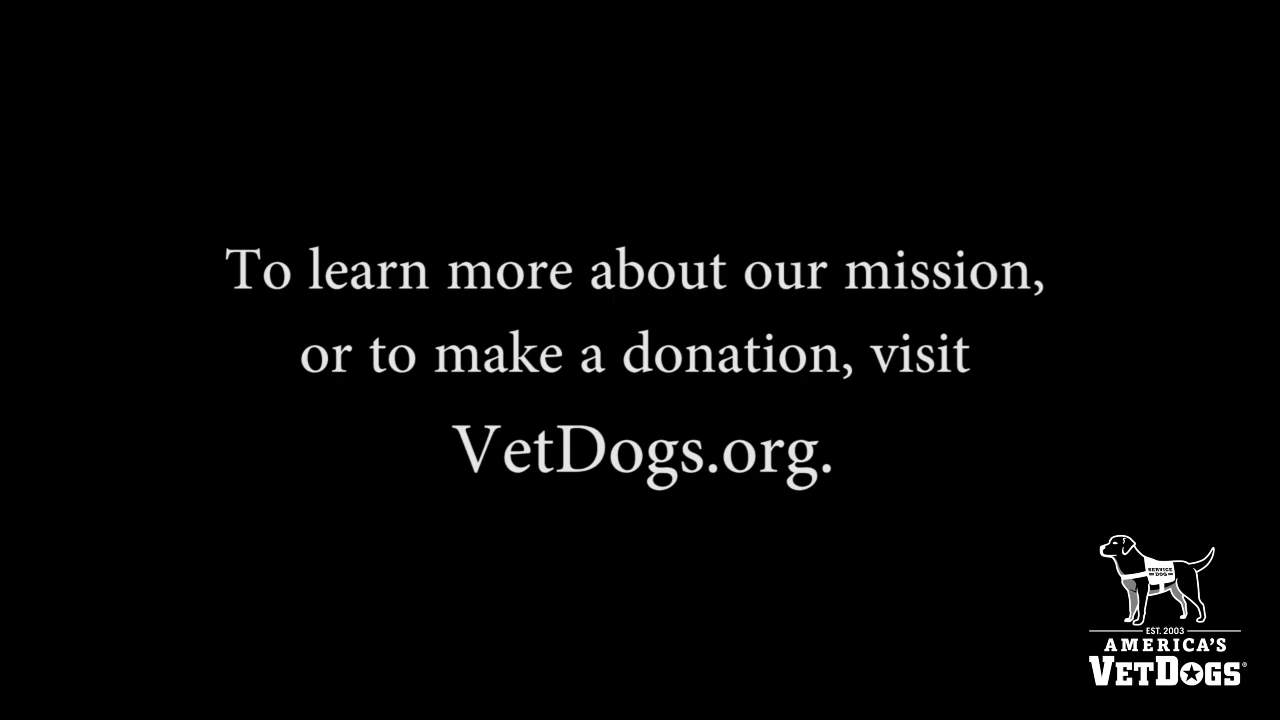 To learn more about our mission,
or to make a donation, visit
VetDogs.org.
SERVICE
DOG
EST. 2003
AMERICA'S
VETDOGS®